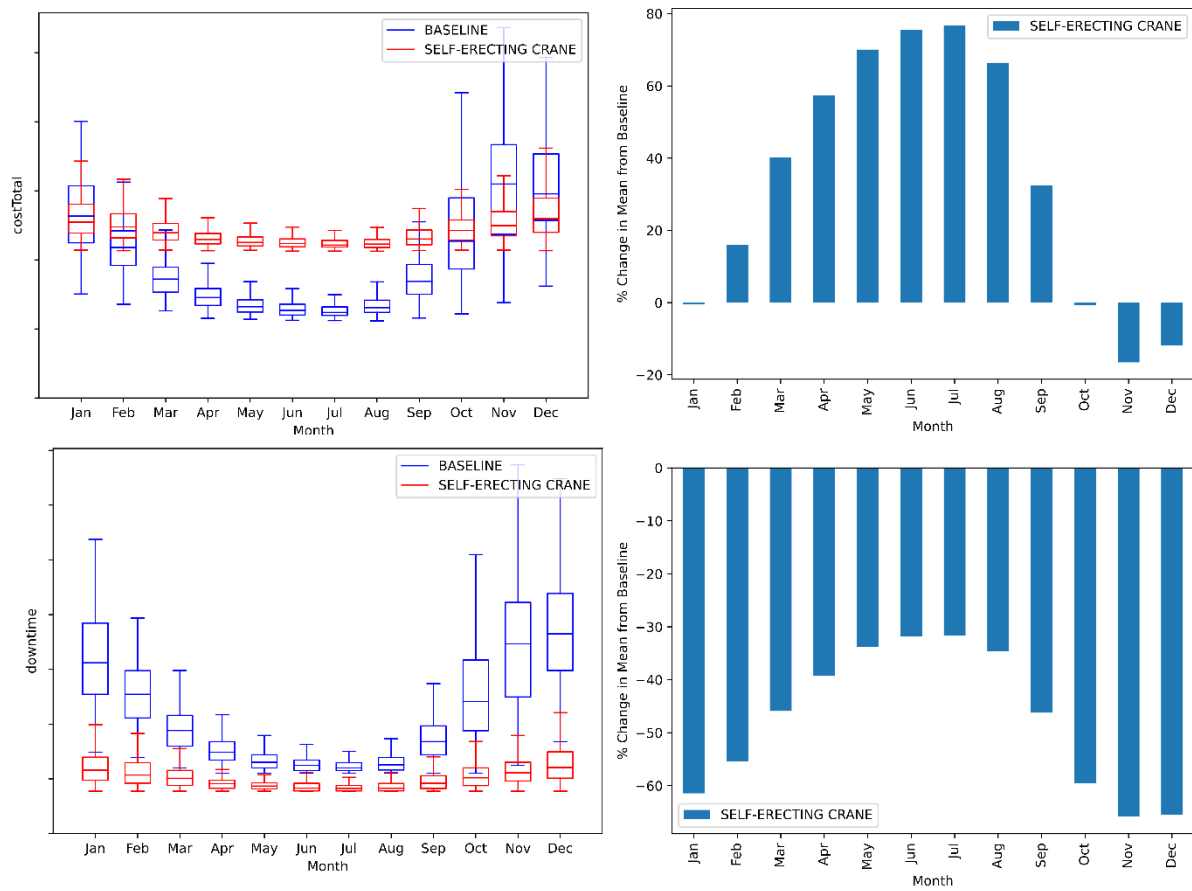 BASELINE
SELF-ERECTING CRANE
costTotal
Jan Feb Mar Apr May Jun Jul Aug Sep Oct Nov Dec
Month
80
60
40
20
0
−20
% Change in Mean from Baseline
SELF-ERECTING CRANE
Jan Feb Mar Apr May Jun Jul Aug Sep Oct Nov Dec
Month
BASELINE
SELF-ERECTING CRANE
downtime
Jan Feb Mar Apr May Jun Jul Aug Sep Oct Nov Dec
Month
0
−10
−20
−30
−40
−50
−60
% Change in Mean from Baseline
SELF-ERECTING CRANE
Jan Feb Mar Apr May Jun Jul Aug Sep Oct Nov Dec
Month